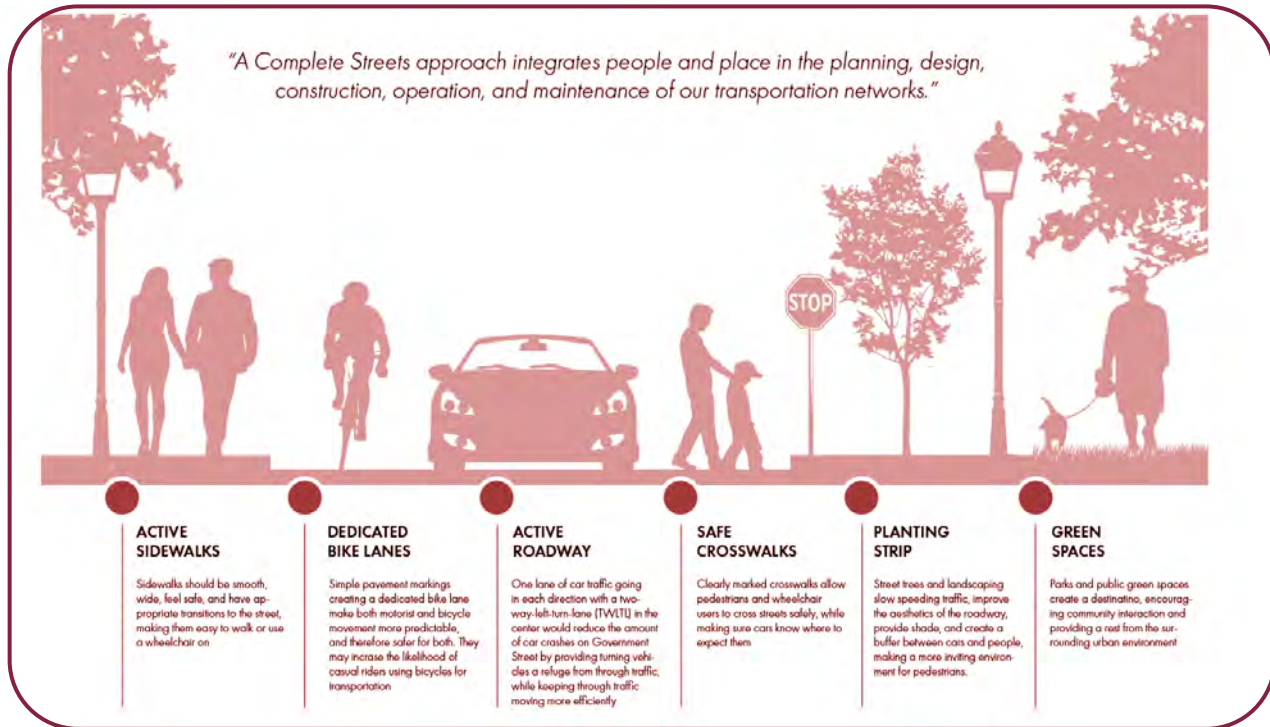 “A Complete Streets approach integrates people and place in the planning, design,
construction, operation, and maintenance of our transportation networks.”
STOP
ACTIVE
SIDEWALKS
Sidewalks should be smooth,
wide, feel safe, and have ap-
propriate transitions to the street,
making them easy to walk or use
a wheelchair on
DEDICATED
BIKE LANES
Simple pavement markings
creating a dedicated bike lane
make both motorist and bicycle
movement more predictable,
and therefore safer for both. They
may increase the likelihood of
casual riders using bicycles for
transportation
ACTIVE
ROADWAY
One lane of car traffic going
in each direction with a two-
way-left-turn-lane (TWLTL) in the
center would reduce the amount
of car crashes on Government
Street by providing turning vehi-
cles a refuge from through traffic,
while keeping through traffic
moving more efficiently
SAFE
CROSSWALKS
Clearly marked crosswalks allow
pedestrians and wheelchair
users to cross streets safely, while
making sure cars know where to
expect them
PLANTING
STRIP
Street trees and landscaping
slow speeding traffic, improve
the aesthetics of the roadway,
provide shade, and create a
buffer between cars and people,
making a more inviting environ-
ment for pedestrians.
GREEN
SPACES
Parks and public green spaces
create a destinatino, encourag-
ing community interaction and
providing a rest from the sur-
rounding urban environment